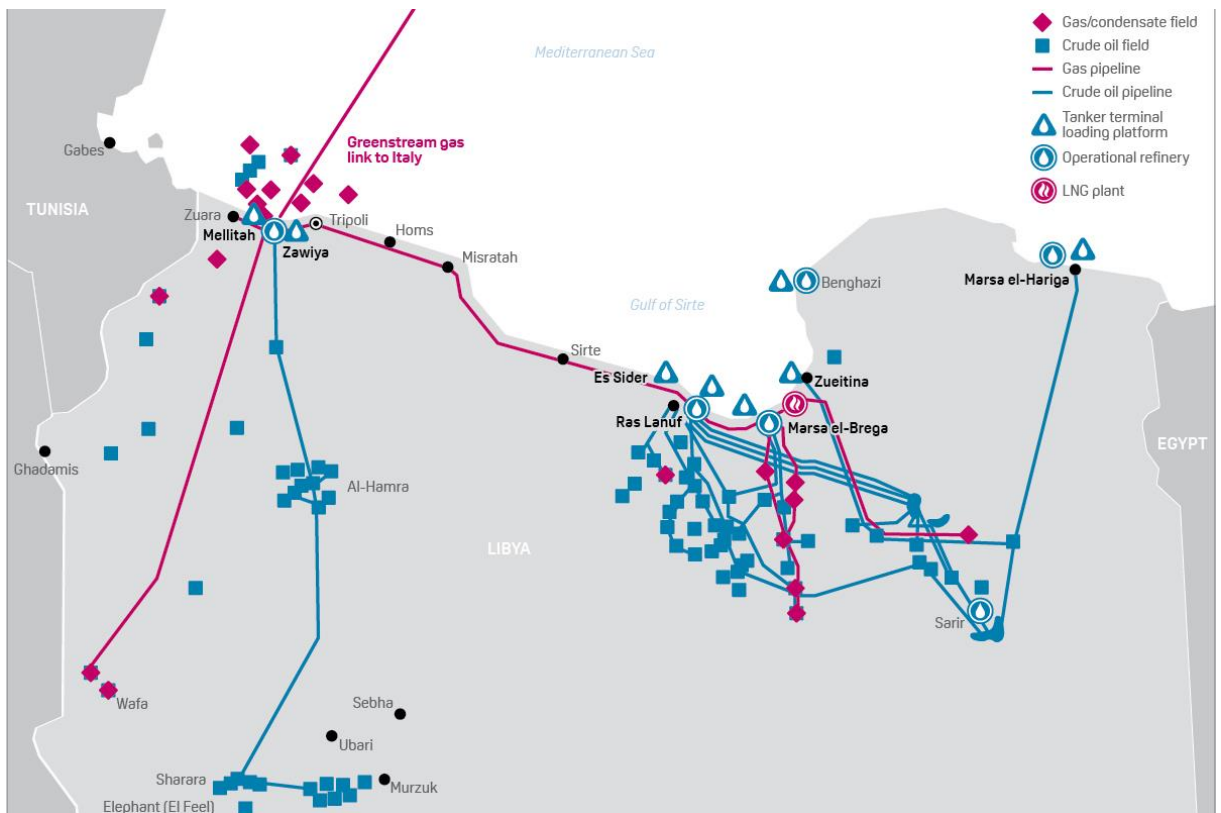 Mediterranean Sea
Gas/condensate field
Crude oil field
Gas pipeline
Crude oil pipeline
Tanker terminal
loading platform
Operational refinery
LNG plant
Greenstream gas
link to Italy
Gabes
TUNISIA
Zuara
Mellitah
Zawiya
Tripoli
Homs
Misratah
Gulf of Sirte
Benghazi
Marsa el-Hariga
Sirte
Es Sider
Zueitina
Ras Lanuf
Marsa el-Brega
EGYPT
Ghadamis
Al-Hamra
LIBYA
Sarir
Wafa
Sebha
Ubari
Sharara
Murzuk
Elephant (El Feel)